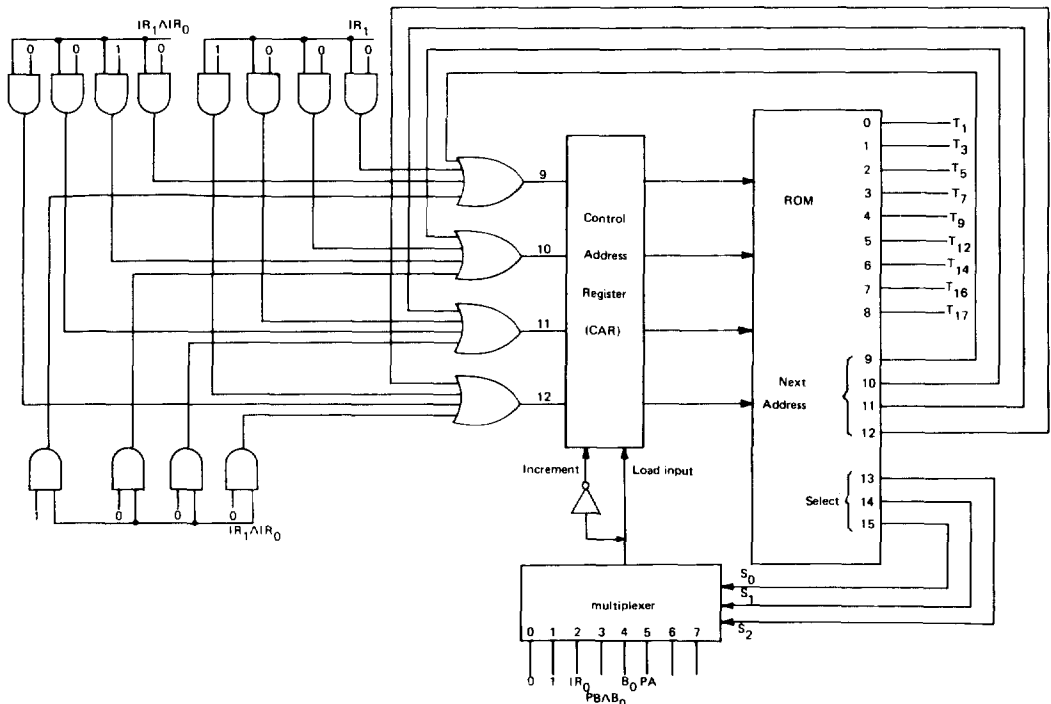 IR1∧IR0
IR1
0 0 1 0
1 0 0 0
9
10
11
12
Control
Address
Register
(CAR)
ROM
0 T1
1 T3
2 T5
3 T7
4 T9
5 T12
6 T14
7 T16
8 T17
Next
Address
9
10
11
12
Select
13
14
15
Increment
Load input
1 0 0 0
IR1∧IR0
multiplexer
S0
S1
S2
0 1 2 3 4 5 6 7
0 1 IR0 B0 PA
PB∧B0